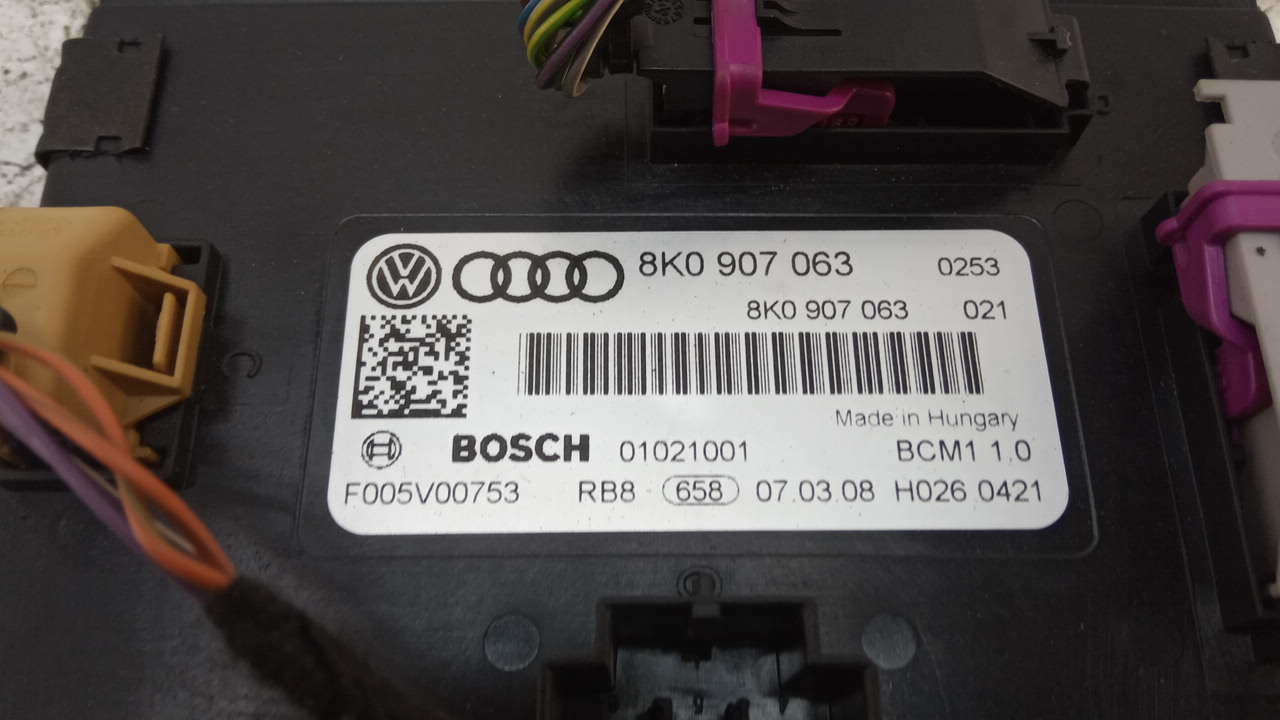 8K0 907 063 0253
8K0 907 063 021
Made in Hungary
BOSCH 01021001 BCM1 1.0
F005V00753 RB8 658 07.03.08 H026 0421